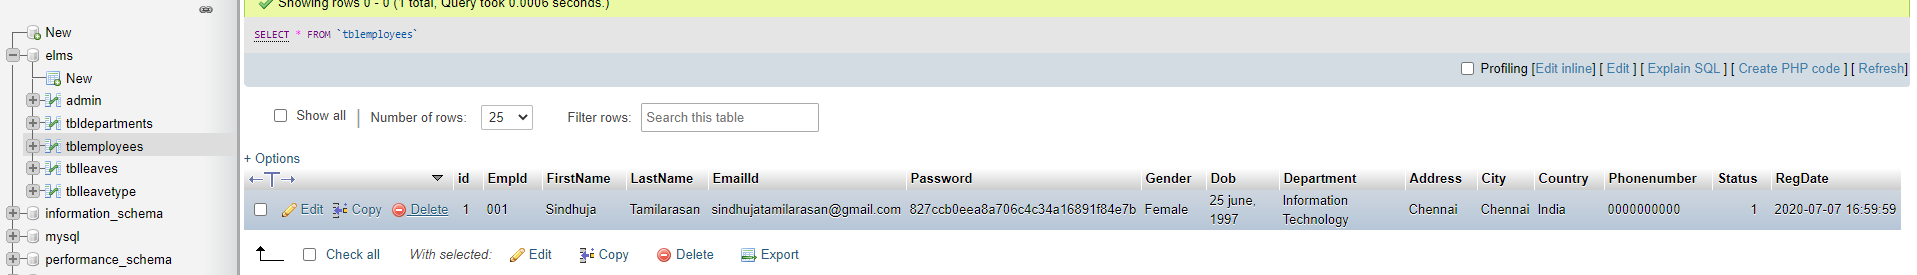 Showing rows 0 - 0 (1 total, Query took 0.0006 seconds.)
New
elms
New
admin
tbldepartments
tblemployees
tblleaves
tblleavetype
information_schema
mysql
performance_schema
SELECT * FROM `tblemployees`
Profiling [Edit inline] [ Edit ] [ Explain SQL ] [ Create PHP code ] [ Refresh]
Show all | Number of rows: 25 Filter rows: Search this table
+ Options
id EmpId FirstName LastName EmailId Password Gender Dob Department Address City Country Phonenumber Status RegDate
Edit Copy Delete 1 001 Sindhuja Tamilarasan sindhujatamilarasan@gmail.com 827ccb0eea8a706c4c34a16891f84e7b Female 25 june, 1997 Information Technology Chennai Chennai India 0000000000 1 2020-07-07 16:59:59
Check all With selected: Edit Copy Delete Export